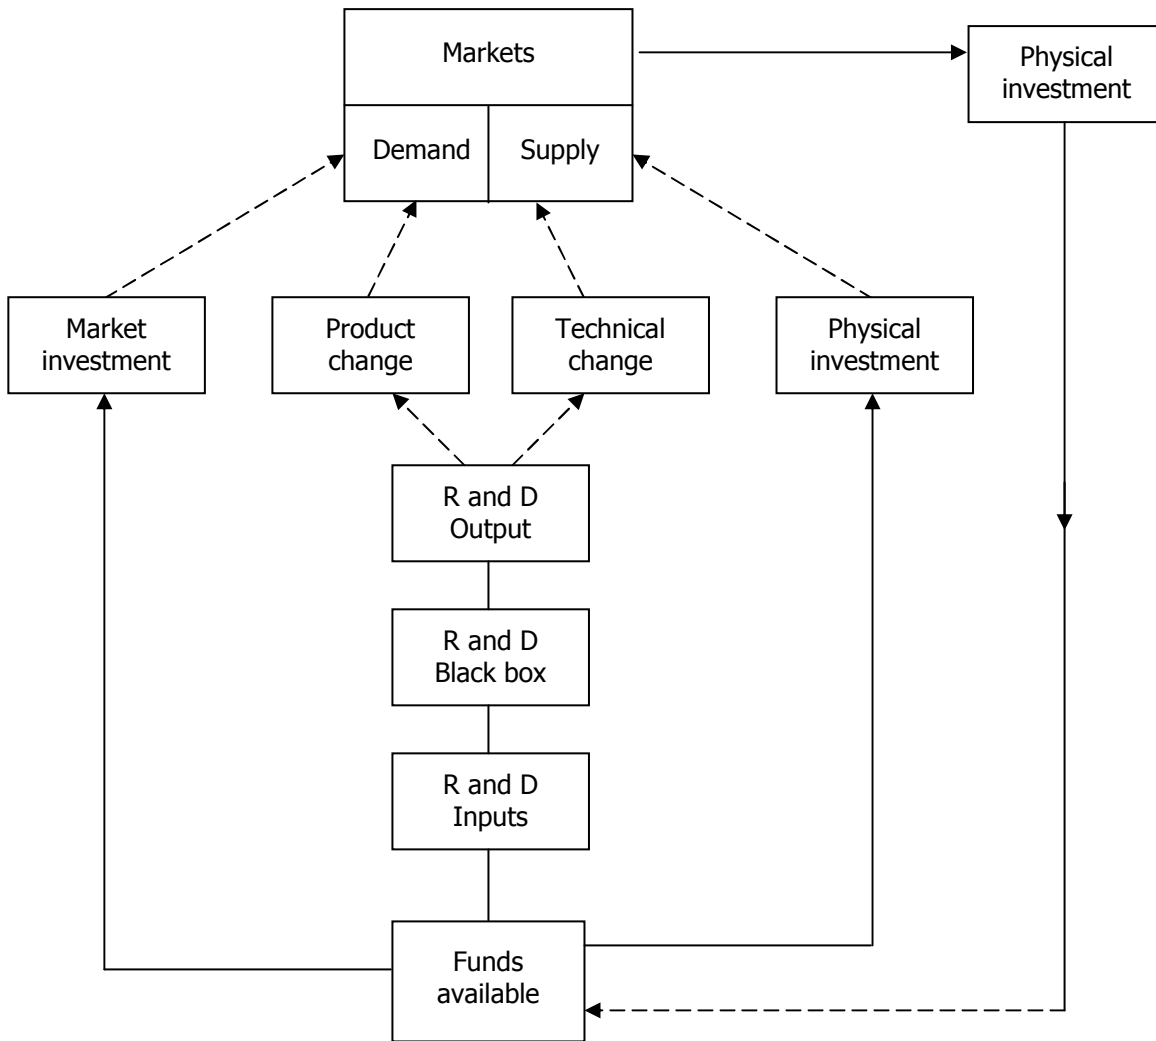 Markets
Physical
investment
Demand
Supply
Market
investment
Product
change
Technical
change
Physical
investment
R and D
Output
R and D
Black box
R and D
Inputs
Funds
available